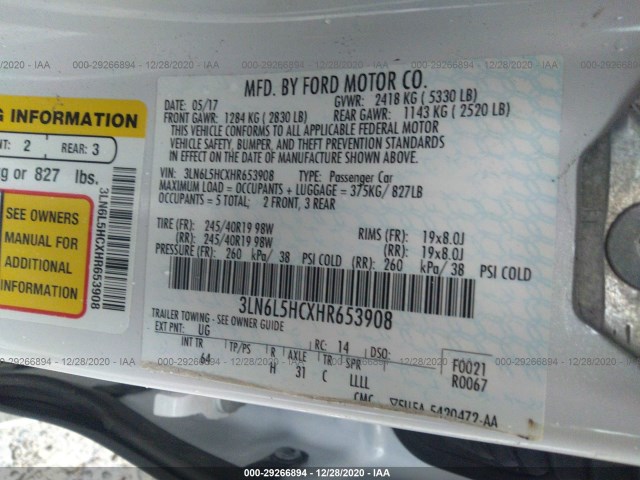 000-29266894 - 12/28/2020 - IAA
MFD. BY FORD MOTOR CO.
DATE: 05/17 GVWR: 2418 KG ( 5330 LB)
FRONT GAWR: 1284 KG ( 2830 LB) REAR GAWR: 1143 KG ( 2520 LB)
THIS VEHICLE CONFORMS TO ALL APPLICABLE FEDERAL MOTOR
VEHICLE SAFETY, BUMPER, AND THEFT PREVENTION STANDARDS
IN EFFECT ON THE DATE OF MANUFACTURE SHOWN ABOVE.
VIN: 3LN6L5HCXHR653908 TYPE: Passenger Car
MAXIMUM LOAD = OCCUPANTS + LUGGAGE = 375KG/ 827LB
OCCUPANTS = 5 TOTAL: 2 FRONT, 3 REAR
TIRE (FR): 245/40R19 98W RIMS (FR): 19x8.0J
(RR): 245/40R19 98W (RR): 19x8.0J
PRESSURE (FR): 260 kPa/ 38 PSI COLD (RR): 260 kPa/ 38 PSI COLD
3LN6L5HCXHR653908
TRAILER TOWING - SEE OWNER GUIDE
EXT PNT: UG RC: 14 DSO:
INT TR TP/PS R AXLE TR SPR
64 H 31 C LLLL
F0021
R0067
5420472-AA
G INFORMATION
NT: 2 REAR: 3
kg or 827 lbs.
SEE OWNERS
MANUAL FOR
ADDITIONAL
INFORMATION
3LN6L5HCXHR653908
000-29266894 - 12/28/2020 - IAA